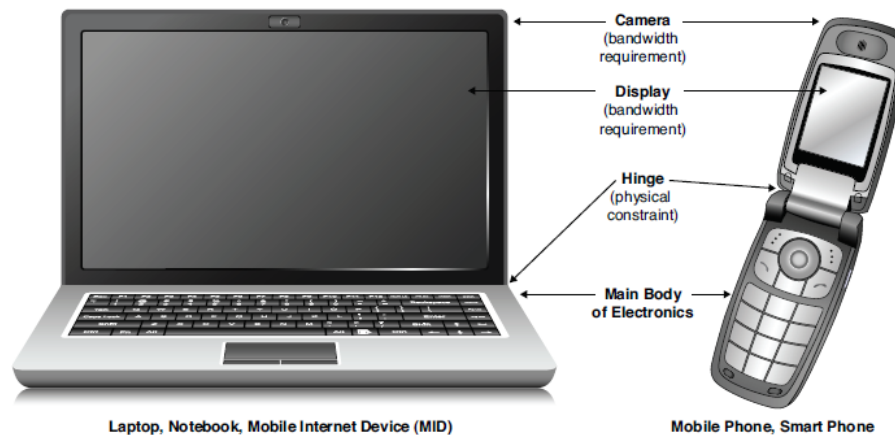 Camera
(bandwidth
requirement)
Display
(bandwidth
requirement)
Hinge
(physical
constraint)
Main Body
of Electronics
Laptop, Notebook, Mobile Internet Device (MID)
Mobile Phone, Smart Phone